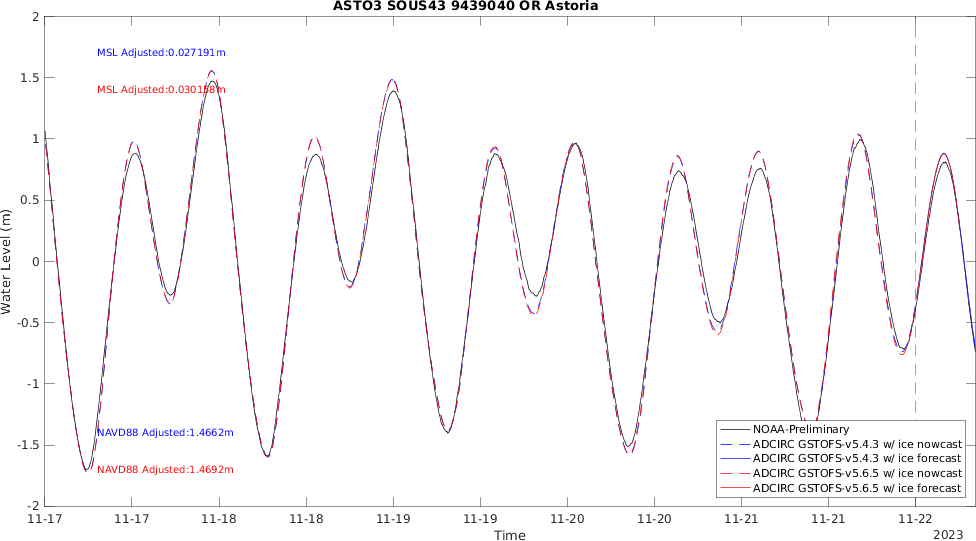 ASTO3 SOUS43 9439040 OR Astoria
2
1.5
1
0.5
0
-0.5
-1
-1.5
-2
Water Level (m)
MSL Adjusted:0.027191m
MSL Adjusted:0.030158m
NAVD88 Adjusted:1.4662m
NAVD88 Adjusted:1.4692m
NOAA-Preliminary
ADCIRC GSTOFS-v5.4.3 w/ ice nowcast
ADCIRC GSTOFS-v5.4.3 w/ ice forecast
ADCIRC GSTOFS-v5.6.5 w/ ice nowcast
ADCIRC GSTOFS-v5.6.5 w/ ice forecast
11-17 11-17 11-18 11-18 11-19 11-19 11-20 11-20 11-21 11-21 11-22
Time
2023